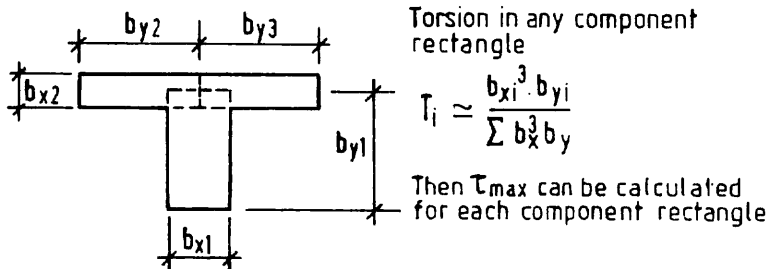 by2 by3
Torsion in any component
rectangle
bx2
by1
Ti ≃ bxi³·byi / Σ bx³by
Then τmax can be calculated
for each component rectangle
bx1